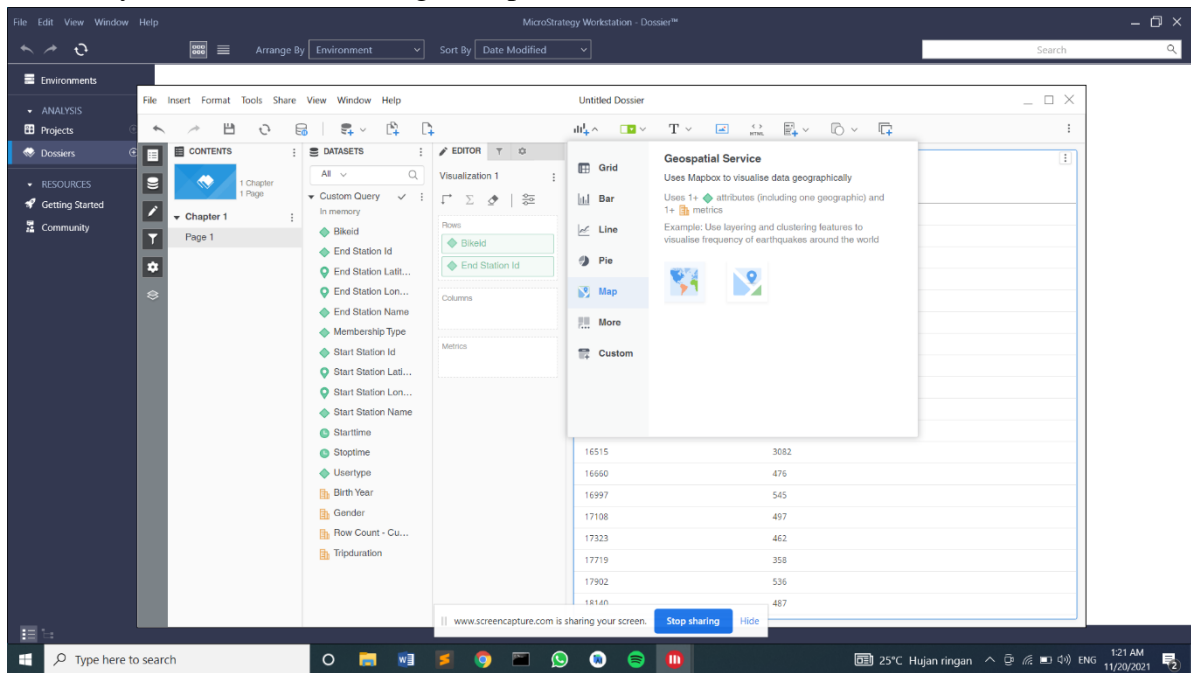 File Edit View Window Help
MicroStrategy Workstation - Dossier™
Arrange By Environment
Sort By Date Modified
Search
Environments
ANALYSIS
Projects
Dossiers
RESOURCES
Getting Started
Community
File Insert Format Tools Share View Window Help
Untitled Dossier
HTML
CONTENTS
1 Chapter
1 Page
Chapter 1
Page 1
DATASETS
All
Custom Query
In memory
Bikeid
End Station Id
End Station Latit...
End Station Lon...
End Station Name
Membership Type
Start Station Id
Start Station Lati...
Start Station Lon...
Start Station Name
Starttime
Stoptime
Usertype
Birth Year
Gender
Row Count - Cu...
Tripduration
EDITOR
Visualization 1
Rows
Bikeid
End Station Id
Columns
Metrics
Grid
Bar
Line
Pie
Map
More
Custom
Geospatial Service
Uses Mapbox to visualise data geographically
Uses 1+ attributes (including one geographic) and
1+ metrics
Example: Use layering and clustering features to
visualise frequency of earthquakes around the world
16515 3082
16660 476
16997 545
17108 497
17323 462
17719 358
17902 536
18140 487
www.screencapture.com is sharing your screen. Stop sharing Hide
Type here to search
25°C Hujan ringan
ENG
1:21 AM
11/20/2021
2